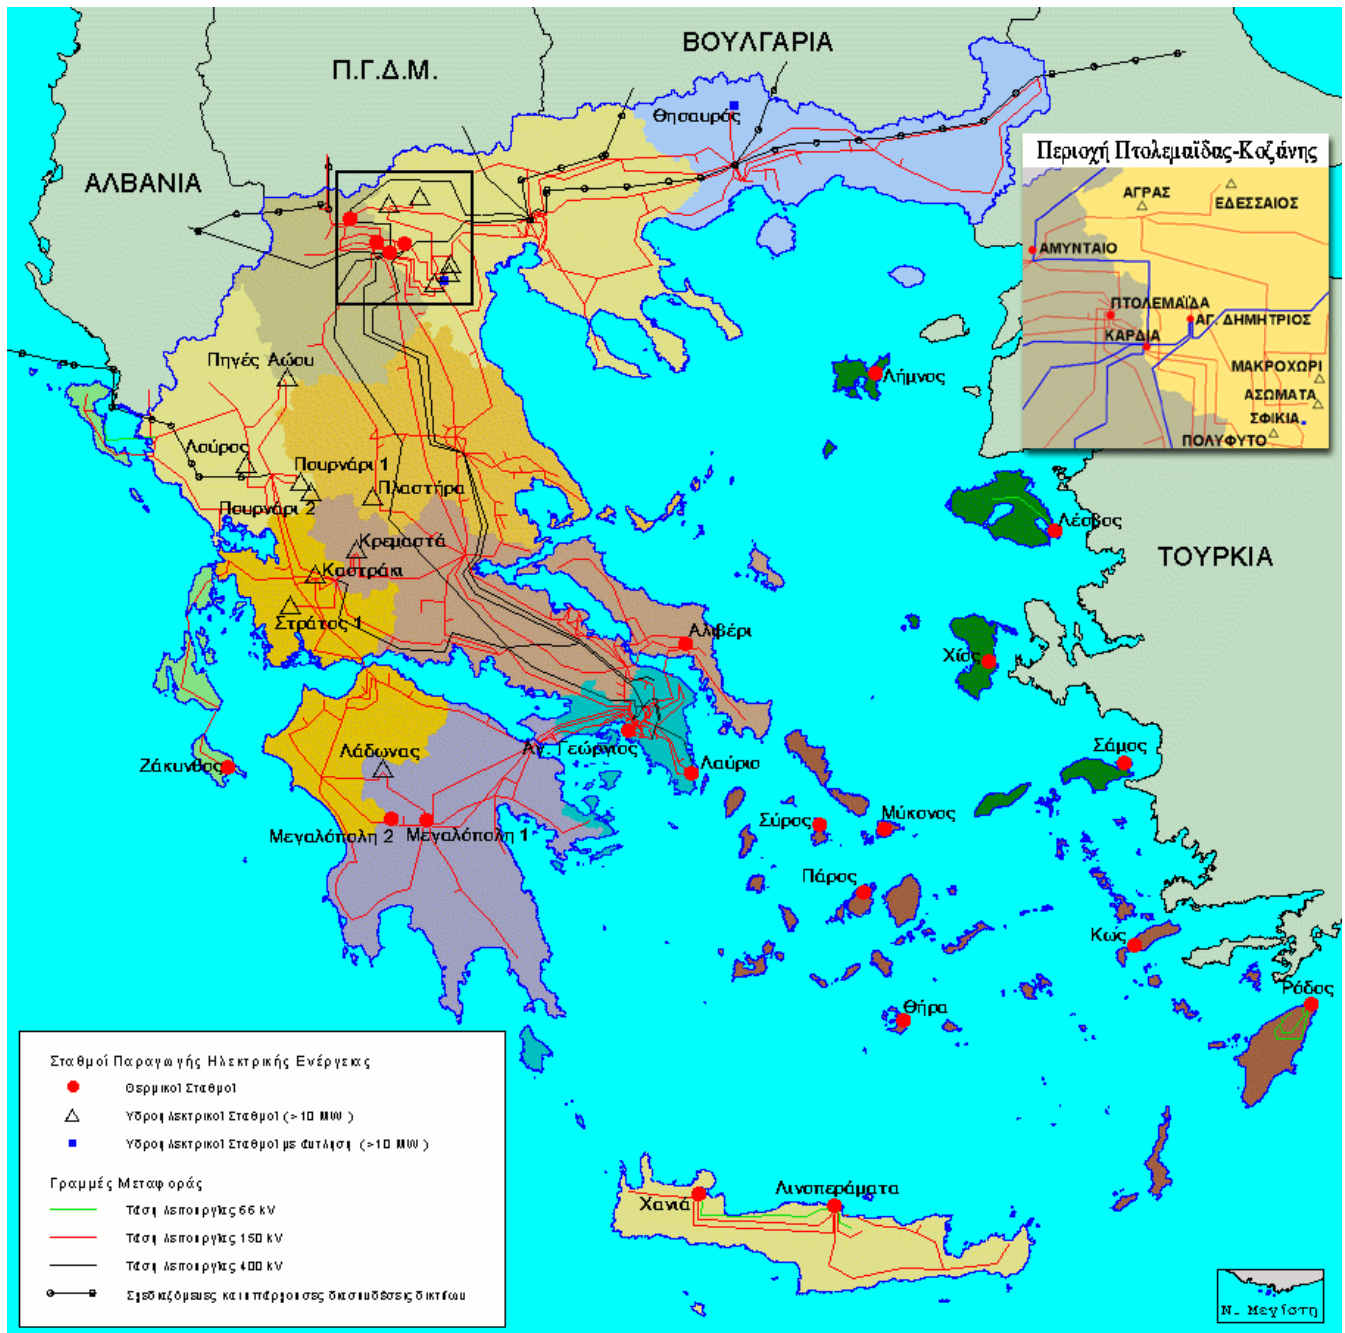 ΒΟΥΛΓΑΡΙΑ
Π.Γ.Δ.Μ.
ΑΛΒΑΝΙΑ
Θησαυρός
Περιοχή Πτολεμαΐδας-Κοζάνης
ΑΓΡΑΣ
ΕΔΕΣΣΑΙΟΣ
ΑΜΥΝΤΑΙΟ
ΠΤΟΛΕΜΑΪΔΑ
ΑΓ. ΔΗΜΗΤΡΙΟΣ
ΚΑΡΔΙΑ
ΜΑΚΡΟΧΩΡΙ
ΑΣΩΜΑΤΑ
ΣΦΙΚΙΑ
ΠΟΛΥΦΥΤΟ
Πηγές Αώου
Λήμνος
Λούρος
Πουρνάρι 1
Πλαστήρα
Πουρνάρι 2
Λέσβος
Κρεμαστά
ΤΟΥΡΚΙΑ
Καστράκι
Στράτος 1
Αλιβέρι
Χίος
Αγ. Γεώργιος
Λάδωνας
Σάμος
Ζάκυνθος
Λαύριο
Μύκονος
Σύρος
Μεγαλόπολη 2
Μεγαλόπολη 1
Πάρος
Κως
Ρόδος
Θήρα
Σταθμοί Παραγωγής Ηλεκτρικής Ενέργειας
Θερμικοί Σταθμοί
Υδροηλεκτρικοί Σταθμοί (>10 MW)
Υδροηλεκτρικοί Σταθμοί με άντληση (>10 MW)
Γραμμές Μεταφοράς
Τάση λειτουργίας 66 kV
Τάση λειτουργίας 150 kV
Τάση λειτουργίας 400 kV
Σχεδιαζόμενες και υπάρχουσες διασυνδέσεις δικτύου
Χανιά
Λινοπεράματα
Ν. Μεγίστη